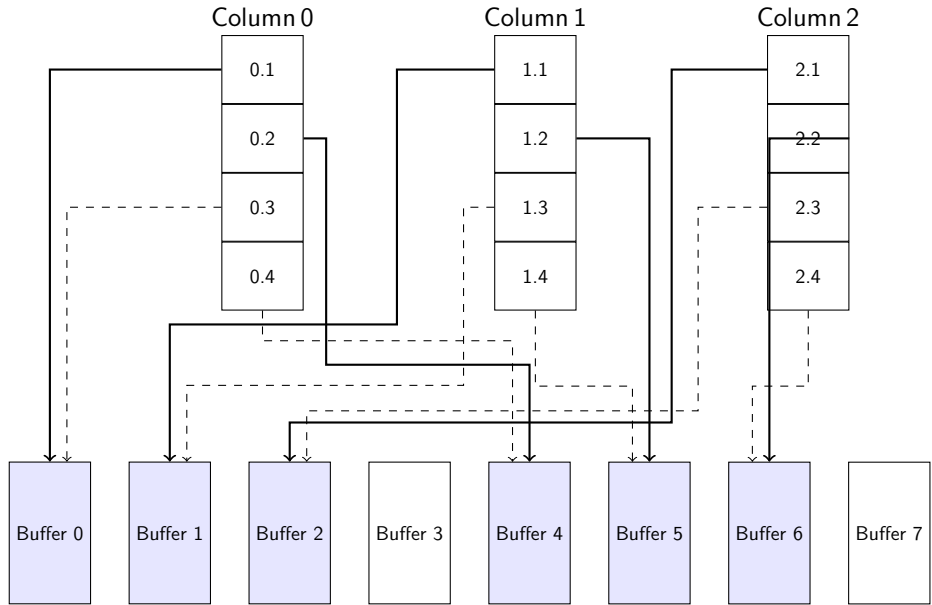 Column 0
Column 1
Column 2
0.1
1.1
2.1
0.2
1.2
2.2
0.3
1.3
2.3
0.4
1.4
2.4
Buffer 0
Buffer 1
Buffer 2
Buffer 3
Buffer 4
Buffer 5
Buffer 6
Buffer 7